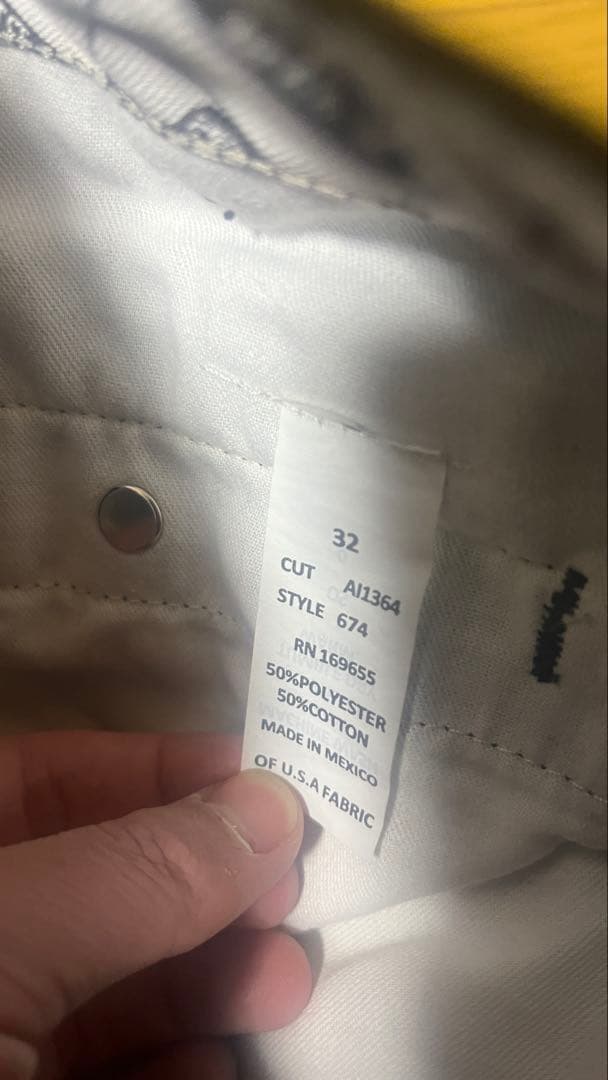 32
CUT AI1364
STYLE 674
RN 169655
50%POLYESTER
50%COTTON
MADE IN MEXICO
OF U.S.A FABRIC